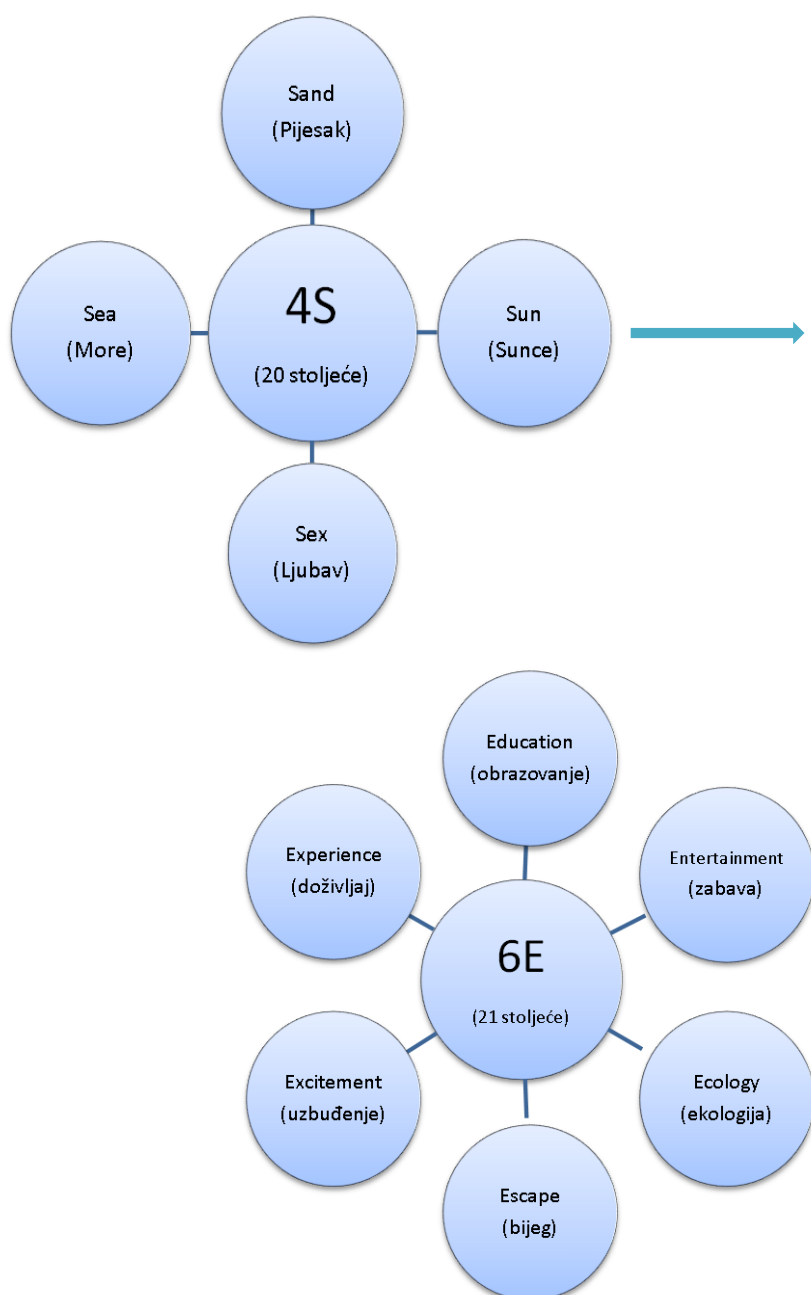 Sand
(Pijesak)
Sea
(More)
4S
(20 stoljeće)
Sun
(Sunce)
Sex
(Ljubav)
Education
(obrazovanje)
Experience
(doživljaj)
Entertainment
(zabava)
6E
(21 stoljeće)
Excitement
(uzbuđenje)
Ecology
(ekologija)
Escape
(bijeg)